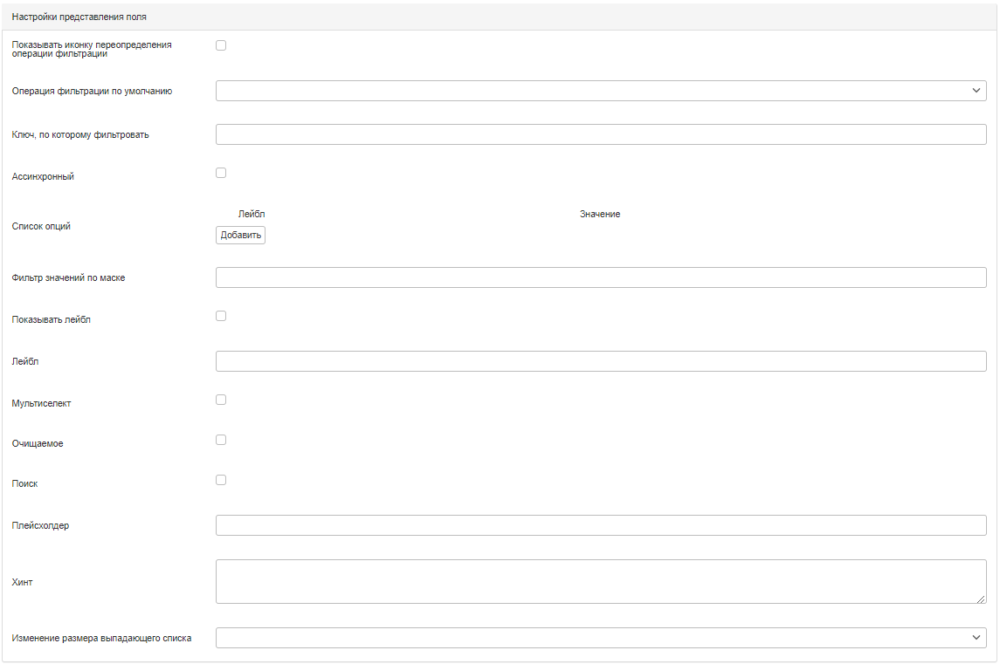 Настройки представления поля
Показывать иконку переопределения
операции фильтрации
Операция фильтрации по умолчанию
Ключ, по которому фильтровать
Ассинхронный
Лейбл Значение
Список опций
Добавить
Фильтр значений по маске
Показывать лейбл
Лейбл
Мультиселект
Очищаемое
Поиск
Плейсхолдер
Хинт
Изменение размера выпадающего списка